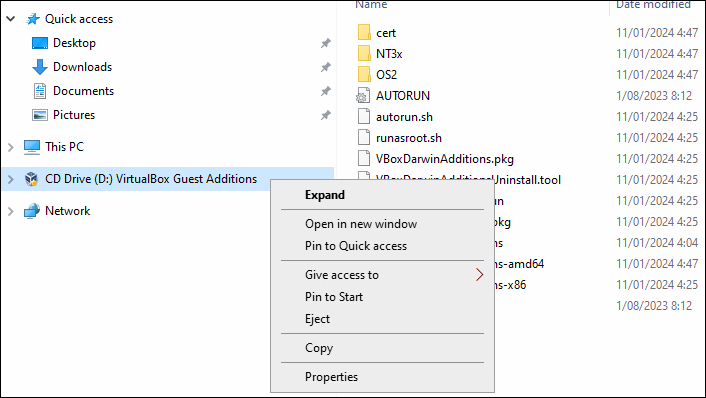 Quick access
Desktop
Downloads
Documents
Pictures
This PC
CD Drive (D:) VirtualBox Guest Additions
Network
Name
Date modified
cert 11/01/2024 4:47
NT3x 11/01/2024 4:47
OS2 11/01/2024 4:47
AUTORUN 1/08/2023 8:12
autorun.sh 11/01/2024 4:25
runasroot.sh 11/01/2024 4:25
VBoxDarwinAdditions.pkg 11/01/2024 4:25
VBoxDarwinAdditionsUninstall.tool 11/01/2024 4:25
un 11/01/2024 4:25
pkg 11/01/2024 4:25
ns 11/01/2024 4:04
ns-amd64 11/01/2024 4:47
ns-x86 11/01/2024 4:25
1/08/2023 8:12
Expand
Open in new window
Pin to Quick access
Give access to
Pin to Start
Eject
Copy
Properties